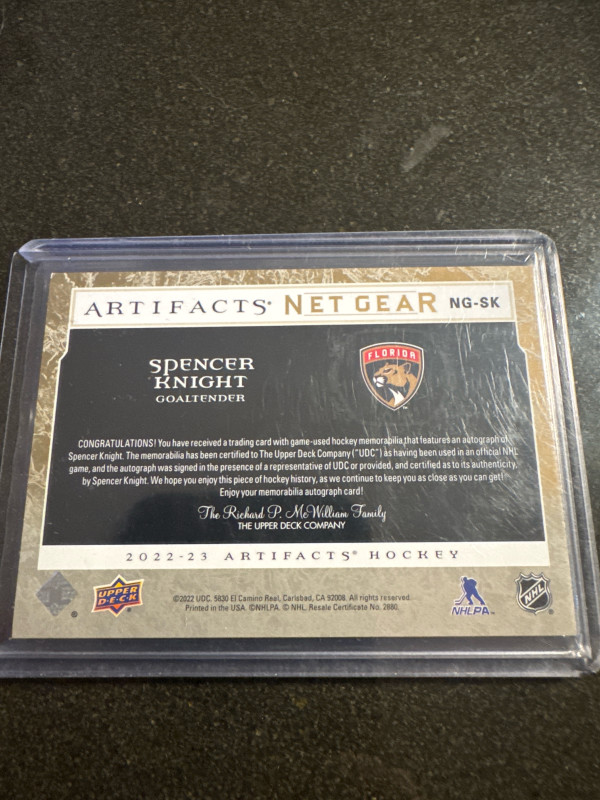 ARTIFACTS® NET GEAR NG-SK
SPENCER
KNIGHT
GOALTENDER
FLORIDA
CONGRATULATIONS! You have received a trading card with game-used hockey memorabilia that features an autograph of
Spencer Knight. The memorabilia has been certified to The Upper Deck Company ("UDC") as having been used in an official NHL
game, and the autograph was signed in the presence of a representative of UDC or provided, and certified as to its authenticity,
by Spencer Knight. We hope you enjoy this piece of hockey history, as we continue to keep you as close as you can get!
Enjoy your memorabilia autograph card!
The Richard P. McWilliam Family
THE UPPER DECK COMPANY
2022-23 ARTIFACTS® HOCKEY
UPPER
D·E·C·K
©2022 UDC. 5830 El Camino Real, Carlsbad, CA 92008. All rights reserved.
Printed in the USA. ©NHLPA. © NHL. Resale Certificate No. 2880.
NHLPA
NHL